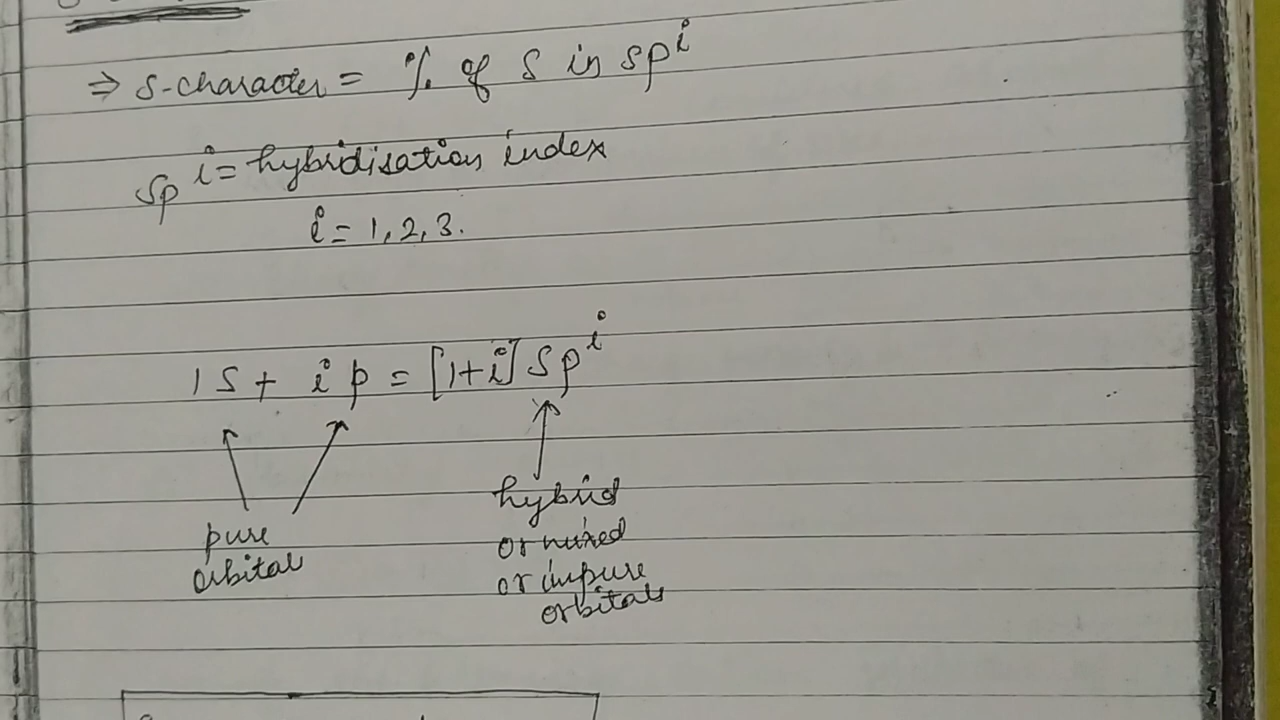 ⇒ s-character = % of s in spⁱ
spⁱ = hybridisation index
i = 1, 2, 3.
1 s + i p = [1+i] spⁱ
pure
orbital
hybrid
or mixed
or impure
orbitals